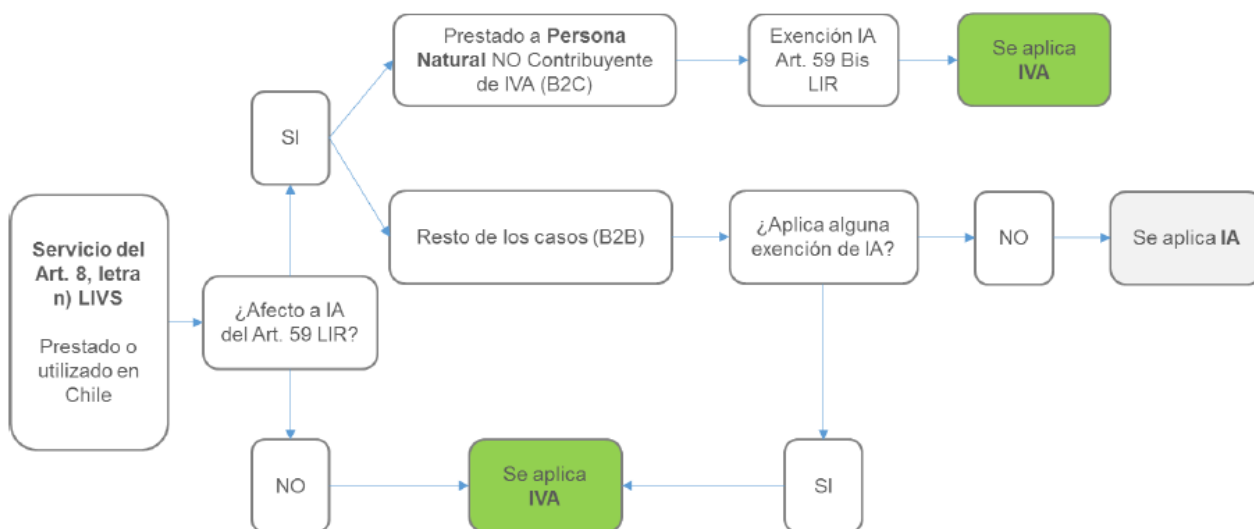 Servicio del
Art. 8, letra
n) LIVS
Prestado o
utilizado en
Chile
¿Afecto a IA
del Art. 59 LIR?
SI
Prestado a Persona
Natural NO Contribuyente
de IVA (B2C)
Exención IA
Art. 59 Bis
LIR
Se aplica
IVA
Resto de los casos (B2B)
¿Aplica alguna
exención de IA?
NO
Se aplica IA
NO
Se aplica
IVA
SI